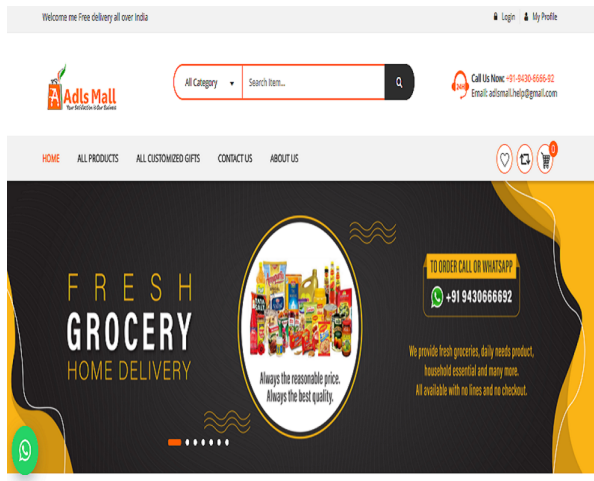 Welcome me Free delivery all over India
Login
My Profile
Adls Mall
Your Satisfaction is Our Business
All Category
Search Item...
24H
Call Us Now: +91-9430-6666-92
Email: adlsmall.help@gmail.com
HOME
ALL PRODUCTS
ALL CUSTOMIZED GIFTS
CONTACT US
ABOUT US
0
FRESH
GROCERY
HOME DELIVERY
TATA
SALT
MAGGI
Always the reasonable price.
Always the best quality.
TO ORDER CALL OR WHATSAPP
+91 9430666692
We provide fresh groceries, daily needs product,
household essential and many more.
All available with no lines and no checkout.